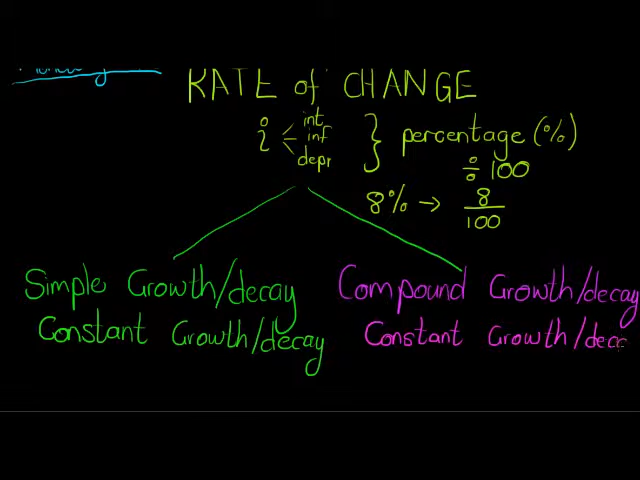 RATE of CHANGE
i int
inf
depr
} percentage (%)
÷ 100
8% → 8/100
Simple Growth/decay
Compound Growth/decay
Constant Growth/decay
Constant Growth/deca